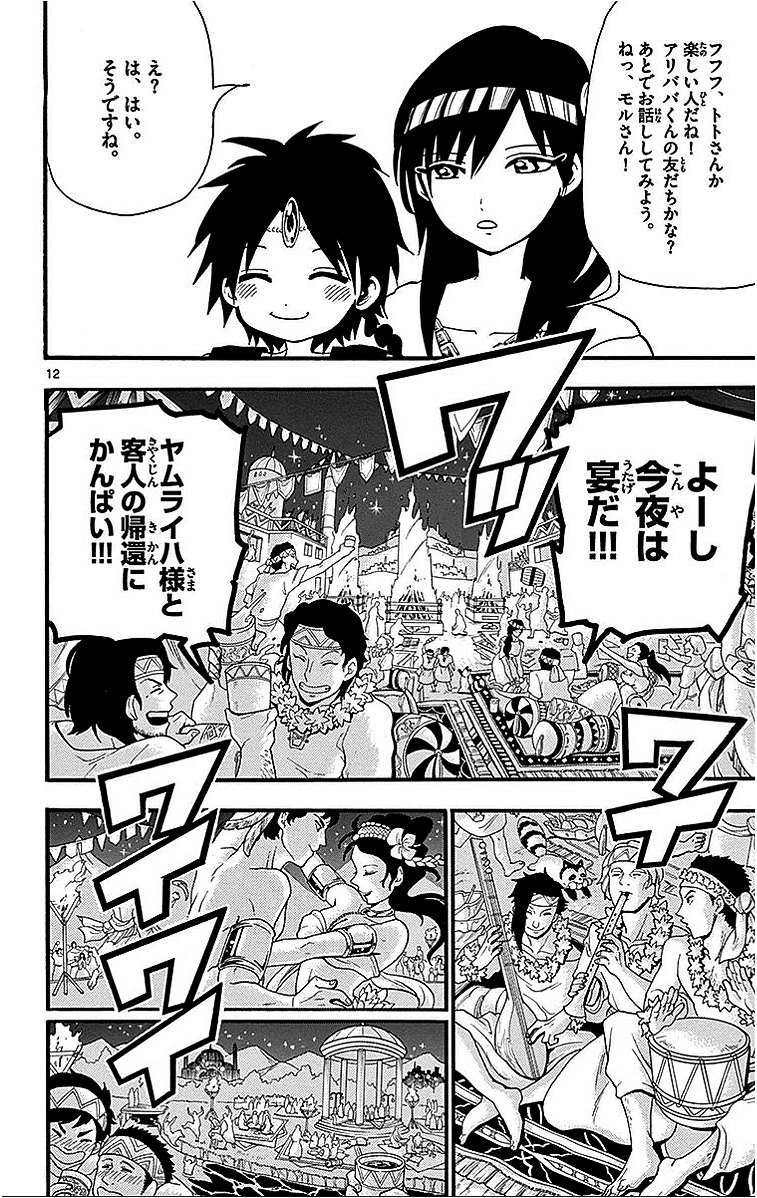 フフフ、トトさんか
楽しい人だね！
アリババくんの友だちかな？
あとでお話ししてみよう。
ねっ、モルさん！
え？
は、はい。
そうですね。
12
ワッ
よーし
今夜は
宴だ!!!
ヤムライハ様と
客人の帰還に
かんぱい!!!
ワイ
ワイ
ワイ